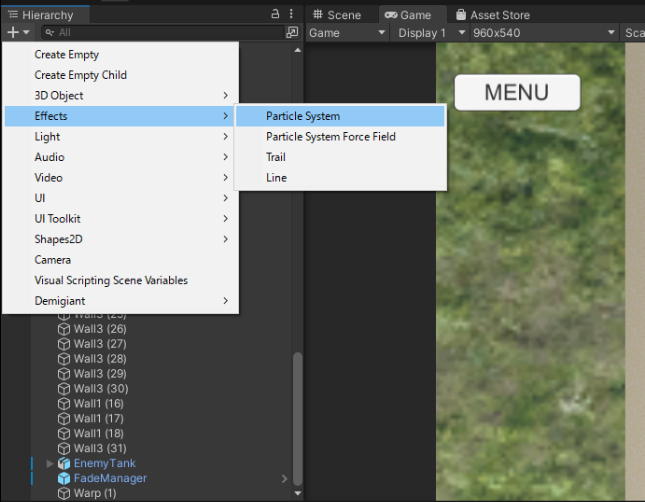 Hierarchy
Scene
Game
Asset Store
All
Game
Display 1
960x540
Sca
Create Empty
Create Empty Child
3D Object
Effects
Light
Audio
Video
UI
UI Toolkit
Shapes2D
Camera
Visual Scripting Scene Variables
Demigiant
Particle System
Particle System Force Field
Trail
Line
MENU
Wall3 (25)
Wall3 (26)
Wall3 (27)
Wall3 (28)
Wall3 (29)
Wall3 (30)
Wall1 (16)
Wall1 (17)
Wall1 (18)
Wall3 (31)
EnemyTank
FadeManager
Warp (1)